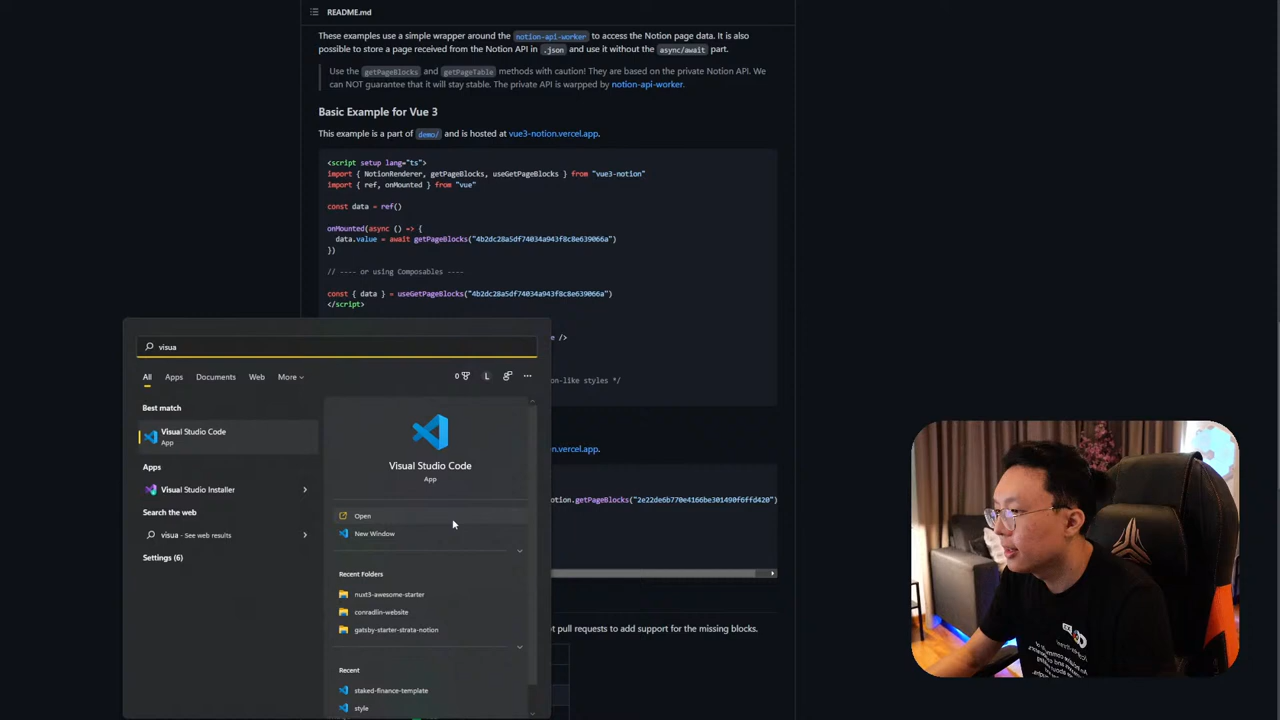 README.md
These examples use a simple wrapper around the notion-api-worker to access the Notion page data. It is also
possible to store a page received from the Notion API in .json and use it without the async/await part.
Use the getPageBlocks and getPageTable methods with caution! They are based on the private Notion API. We
can NOT guarantee that it will stay stable. The private API is warpped by notion-api-worker.
Basic Example for Vue 3
This example is a part of demo/ and is hosted at vue3-notion.vercel.app.
<script setup lang="ts">
import { NotionRenderer, getPageBlocks, useGetPageBlocks } from "vue3-notion"
import { ref, onMounted } from "vue"
const data = ref()
onMounted(async () => {
data.value = await getPageBlocks("4b2dc28a5df74034a943f8c8e639066a")
})
// ---- or using Composables ----
const { data } = useGetPageBlocks("4b2dc28a5df74034a943f8c8e639066a")
</script>
e />
on-like styles */
en.vercel.app.
otion.getPageBlocks("2e22de6b770e4166be301490f6ffd420")
ot pull requests to add support for the missing blocks.
visua
All
Apps
Documents
Web
More
0
L
Best match
Visual Studio Code
App
Apps
Visual Studio Installer
Search the web
visua - See web results
Settings (6)
Visual Studio Code
App
Open
New Window
Recent Folders
nuxt3-awesome-starter
conradlin-website
gatsby-starter-strata-notion
Recent
staked-finance-template
style